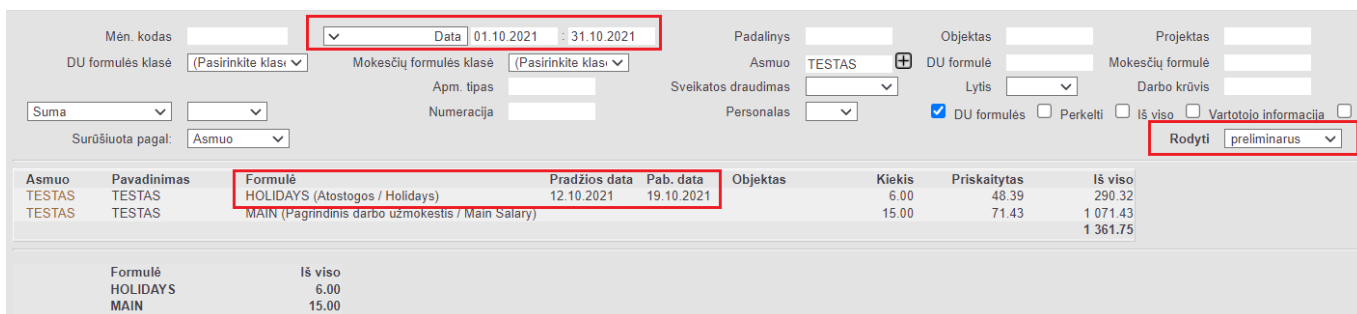 Mėn. kodas Data 01.10.2021 : 31.10.2021 Padalinys Objektas Projektas
DU formulės klasė (Pasirinkite klasę Mokesčių formulės klasė (Pasirinkite klasę Asmuo TESTAS DU formulė Mokesčių formulė
Apm. tipas Sveikatos draudimas Lytis Darbo krūvis
Suma Numeracija Personalas DU formulės Perkelti Iš viso Vartotojo informacija
Surūšiuota pagal: Asmuo Rodyti preliminarus
Asmuo Pavadinimas Formulė Pradžios data Pab. data Objektas Kiekis Priskaitytas Iš viso
TESTAS TESTAS HOLIDAYS (Atostogos / Holidays) 12.10.2021 19.10.2021 6.00 48.39 290.32
TESTAS TESTAS MAIN (Pagrindinis darbo užmokestis / Main Salary) 15.00 71.43 1 071.43
1 361.75
Formulė Iš viso
HOLIDAYS 6.00
MAIN 15.00